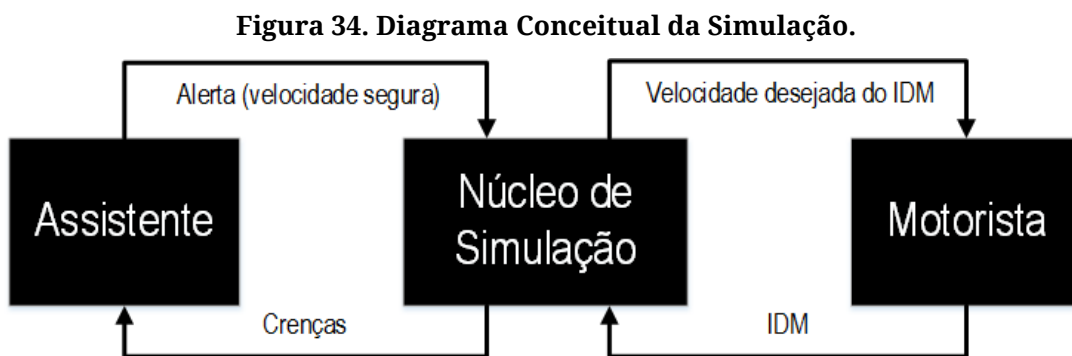 Figura 34. Diagrama Conceitual da Simulação.
Alerta (velocidade segura)
Velocidade desejada do IDM
Assistente
Núcleo de
Simulação
Motorista
Crenças
IDM